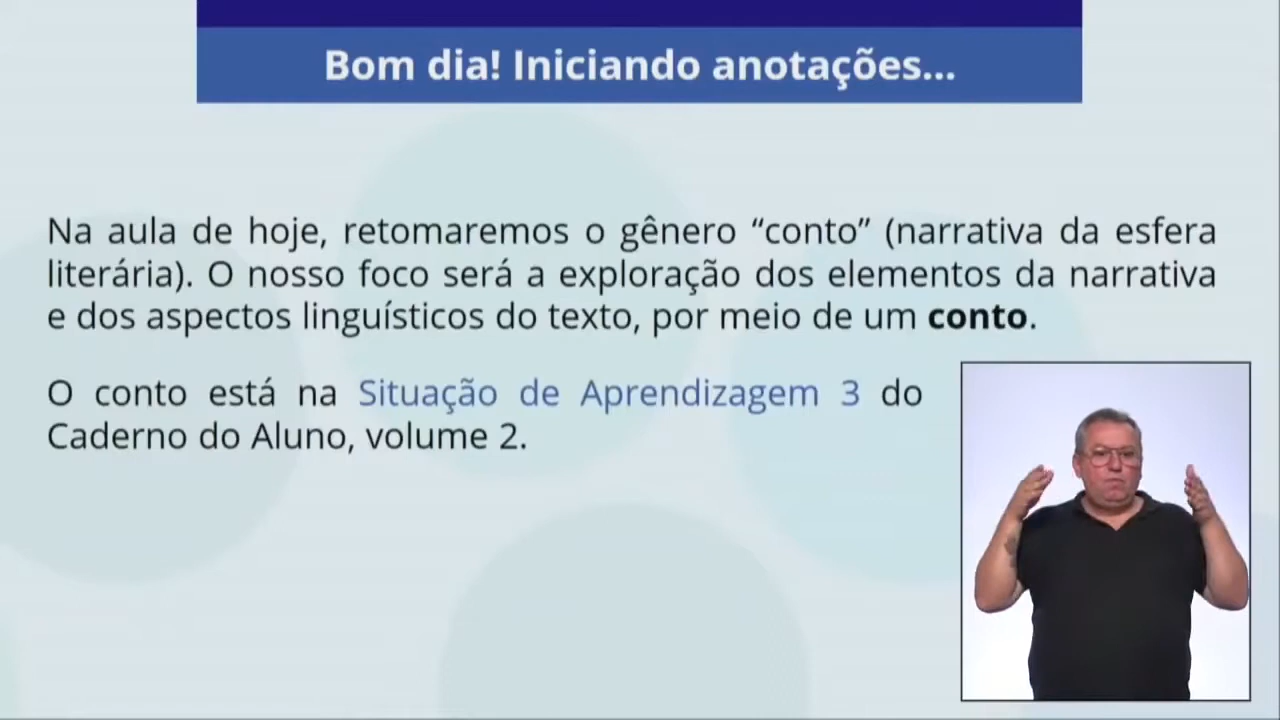 Bom dia! Iniciando anotações...
Na aula de hoje, retomaremos o gênero “conto” (narrativa da esfera
literária). O nosso foco será a exploração dos elementos da narrativa
e dos aspectos linguísticos do texto, por meio de um conto.
O conto está na Situação de Aprendizagem 3 do
Caderno do Aluno, volume 2.